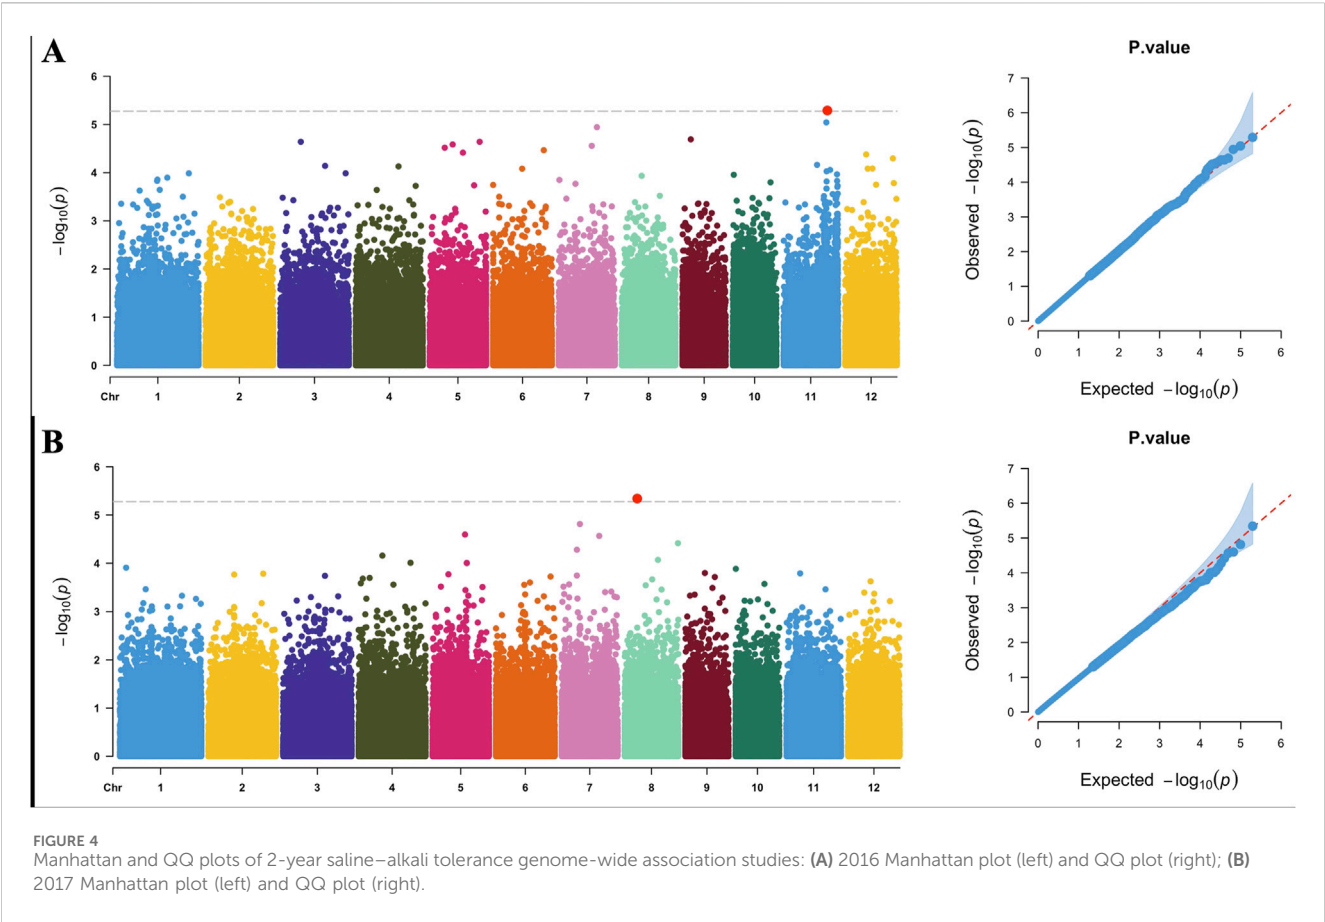 A
P.value
6
5
4
3
2
1
0
−log10(p)
Chr 1 2 3 4 5 6 7 8 9 10 11 12
7
6
5
4
3
2
1
0
Observed −log10(p)
0 1 2 3 4 5 6
Expected −log10(p)
B
P.value
6
5
4
3
2
1
0
−log10(p)
Chr 1 2 3 4 5 6 7 8 9 10 11 12
7
6
5
4
3
2
1
0
Observed −log10(p)
0 1 2 3 4 5 6
Expected −log10(p)
FIGURE 4
Manhattan and QQ plots of 2-year saline–alkali tolerance genome-wide association studies: (A) 2016 Manhattan plot (left) and QQ plot (right); (B)
2017 Manhattan plot (left) and QQ plot (right).